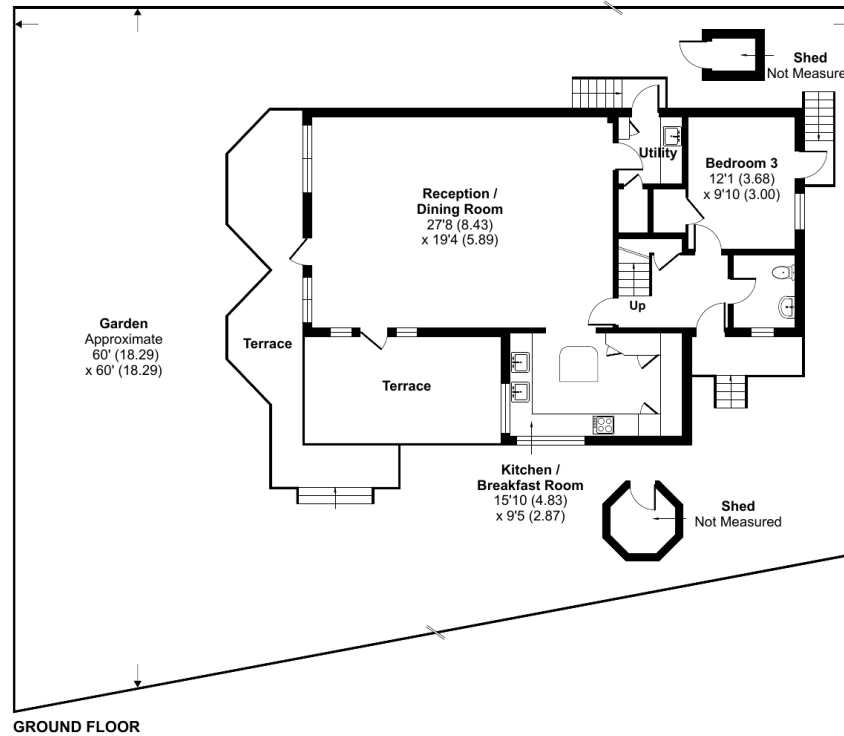 Shed
Not Measure
Utility
Bedroom 3
12'1 (3.68)
x 9'10 (3.00)
Reception /
Dining Room
27'8 (8.43)
x 19'4 (5.89)
Up
Garden
Approximate
60' (18.29)
x 60' (18.29)
Terrace
Terrace
Kitchen /
Breakfast Room
15'10 (4.83)
x 9'5 (2.87)
Shed
Not Measured
GROUND FLOOR